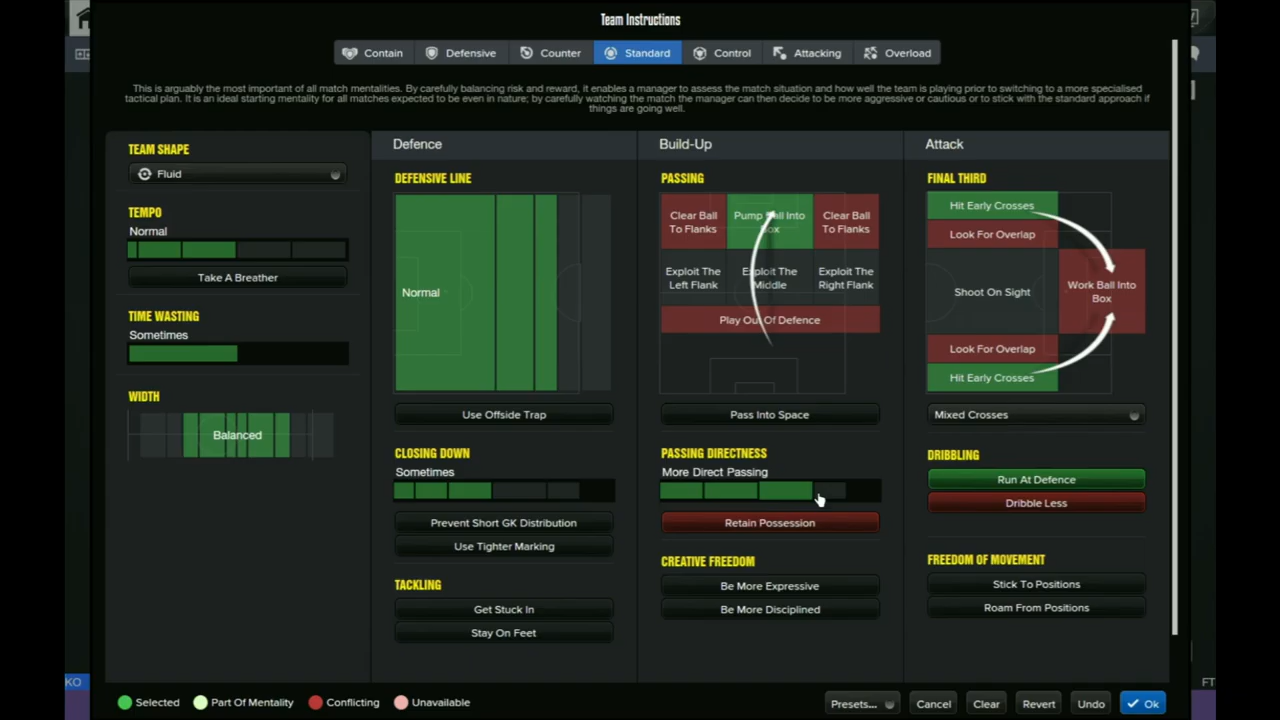 Team Instructions
Contain
Defensive
Counter
Standard
Control
Attacking
Overload
This is arguably the most important of all match mentalities. By carefully balancing risk and reward, it enables a manager to assess the match situation and how well the team is playing prior to switching to a more specialised
tactical plan. It is an ideal starting mentality for all matches expected to be even in nature; by carefully watching the match the manager can then decide to be more aggressive or cautious or to stick with the standard approach if
things are going well.
TEAM SHAPE
Fluid
TEMPO
Normal
Take A Breather
TIME WASTING
Sometimes
WIDTH
Balanced
Defence
DEFENSIVE LINE
Normal
Use Offside Trap
CLOSING DOWN
Sometimes
Prevent Short GK Distribution
Use Tighter Marking
TACKLING
Get Stuck In
Stay On Feet
Build-Up
PASSING
Clear Ball
To Flanks
Pump Ball Into
Box
Clear Ball
To Flanks
Exploit The
Left Flank
Exploit The
Middle
Exploit The
Right Flank
Play Out Of Defence
Pass Into Space
PASSING DIRECTNESS
More Direct Passing
Retain Possession
CREATIVE FREEDOM
Be More Expressive
Be More Disciplined
Attack
FINAL THIRD
Hit Early Crosses
Look For Overlap
Shoot On Sight
Work Ball Into
Box
Look For Overlap
Hit Early Crosses
Mixed Crosses
DRIBBLING
Run At Defence
Dribble Less
FREEDOM OF MOVEMENT
Stick To Positions
Roam From Positions
KO
FT
Selected
Part Of Mentality
Conflicting
Unavailable
Presets...
Cancel
Clear
Revert
Undo
Ok